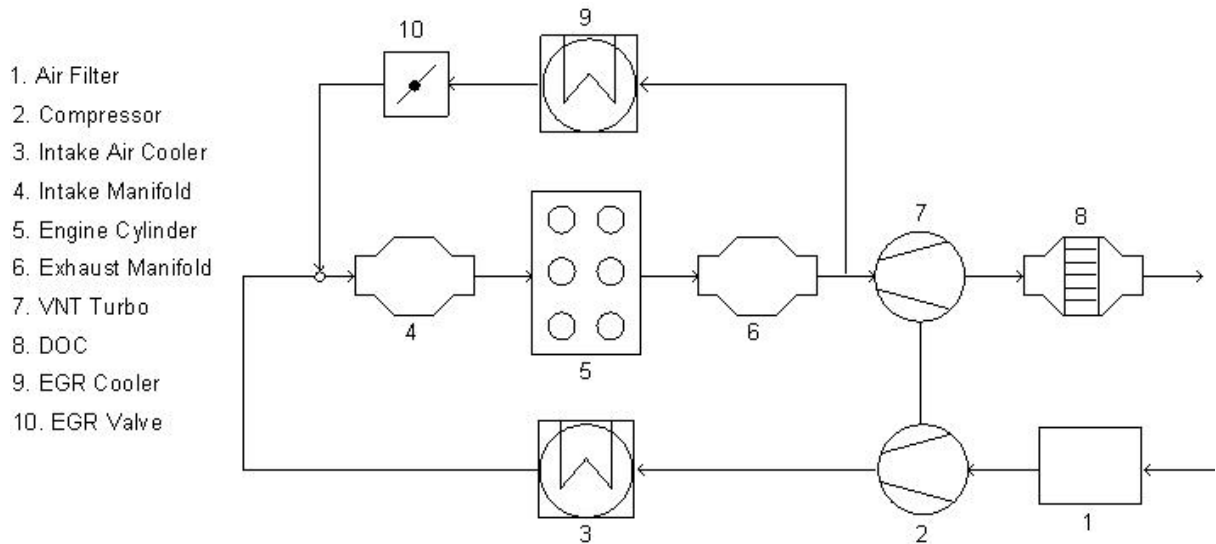 1. Air Filter
2. Compressor
3. Intake Air Cooler
4. Intake Manifold
5. Engine Cylinder
6. Exhaust Manifold
7. VNT Turbo
8. DOC
9. EGR Cooler
10. EGR Valve
9
10
7
8
4
6
5
3
2
1